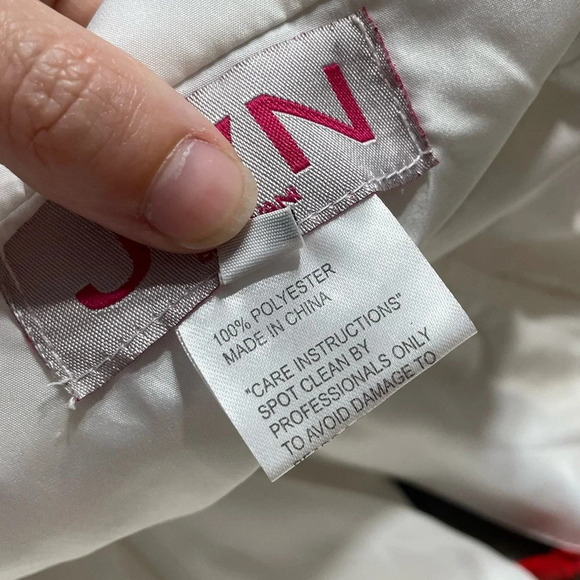 100% POLYESTER
MADE IN CHINA
"CARE INSTRUCTIONS"
SPOT CLEAN BY
PROFESSIONALS ONLY
TO AVOID DAMAGE TO